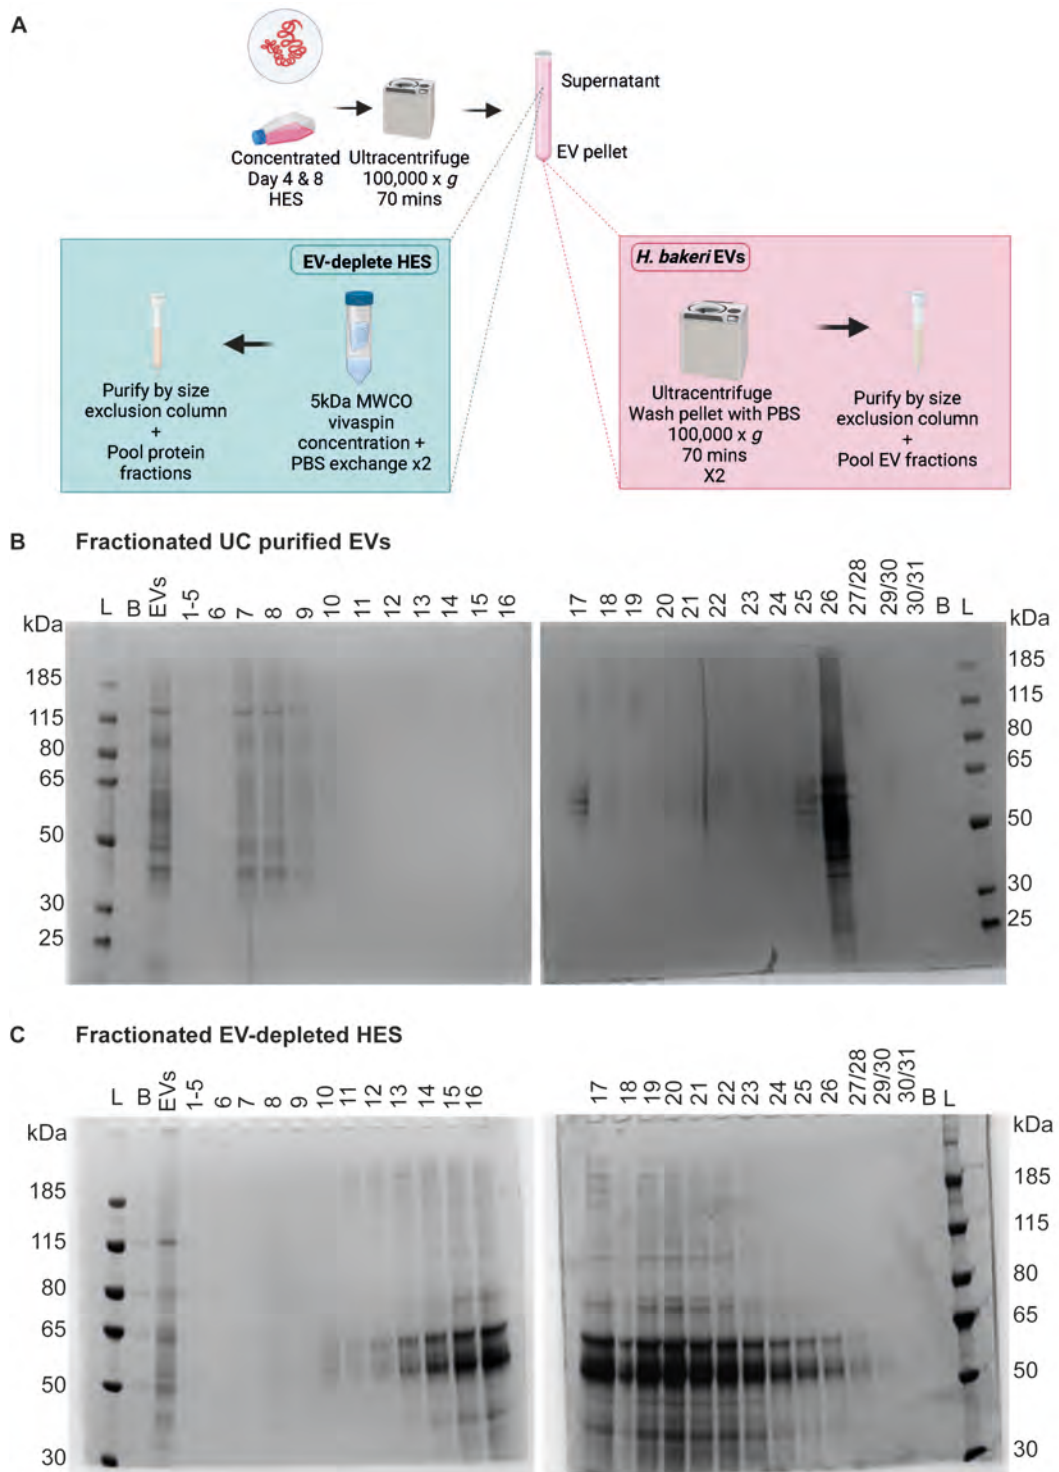 A
Supernatant
EV pellet
Concentrated
Day 4 & 8
HES
Ultracentrifuge
100,000 x g
70 mins
EV-deplete HES
Purify by size
exclusion column
+
Pool protein
fractions
5kDa MWCO
vivaspin
concentration +
PBS exchange x2
H. bakeri EVs
Ultracentrifuge
Wash pellet with PBS
100,000 x g
70 mins
X2
Purify by size
exclusion column
+
Pool EV fractions
B Fractionated UC purified EVs
L B EVs 1-5 6 7 8 9 10 11 12 13 14 15 16 17 18 19 20 21 22 23 24 25 26 27/28 29/30 30/31 B L
kDa kDa
185 185
115 115
80 80
65 65
50 50
30 30
25 25
C Fractionated EV-depleted HES
L B EVs 1-5 6 7 8 9 10 11 12 13 14 15 16 17 18 19 20 21 22 23 24 25 26 27/28 29/30 30/31 B L
kDa kDa
185 185
115 115
80 80
65 65
50 50
30 30